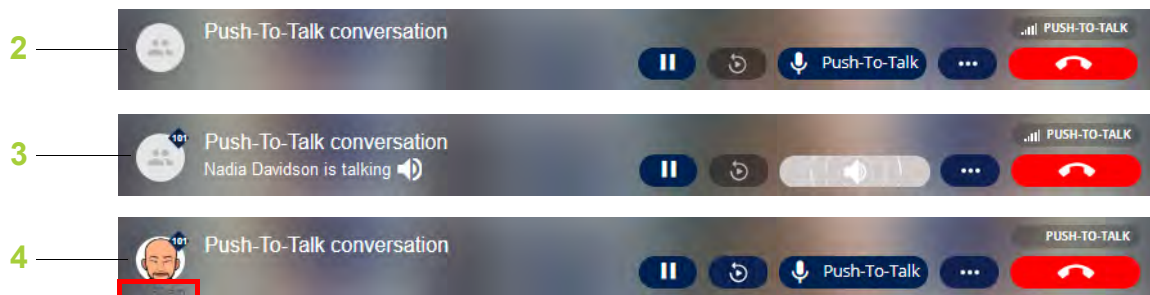 2
Push-To-Talk conversation
PUSH-TO-TALK
Push-To-Talk
3
101
Push-To-Talk conversation
PUSH-TO-TALK
Nadia Davidson is talking
4
101
Push-To-Talk conversation
PUSH-TO-TALK
Push-To-Talk